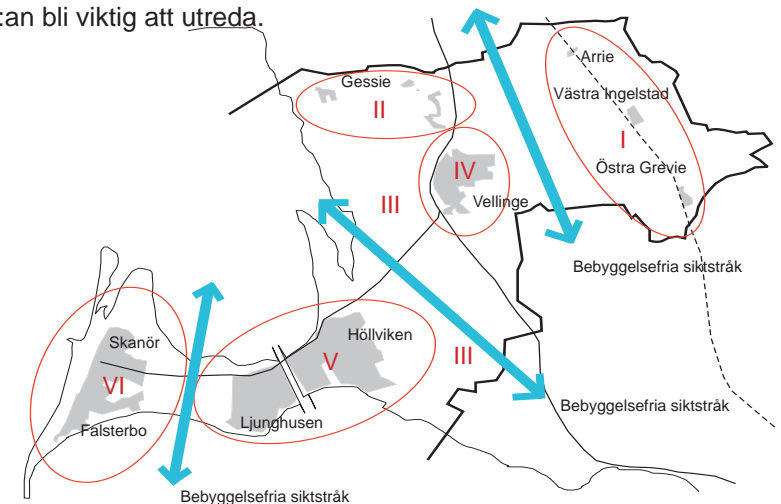 :an bli viktig att utreda.
Arrie
Gessie
Västra Ingelstad
II
I
IV
Östra Grevie
III
Vellinge
Bebyggelsefria siktstråk
Höllviken
Skanör
V
III
VI
Bebyggelsefria siktstråk
Ljunghusen
Falsterbo
Bebyggelsefria siktstråk